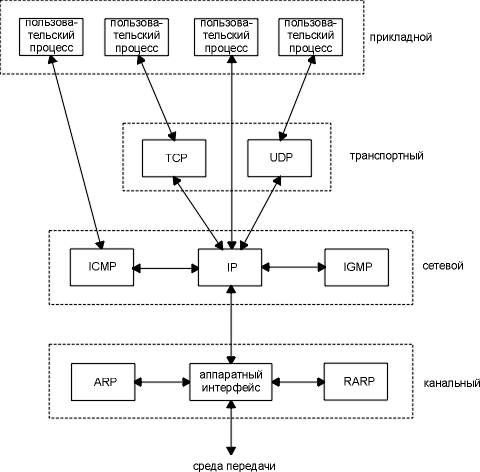 пользова- пользова- пользова- пользова-
тельский тельский тельский тельский
процесс процесс процесс процесс
прикладной
TCP UDP
транспортный
ICMP IP IGMP
сетевой
ARP аппаратный интерфейс RARP
канальный
среда передачи